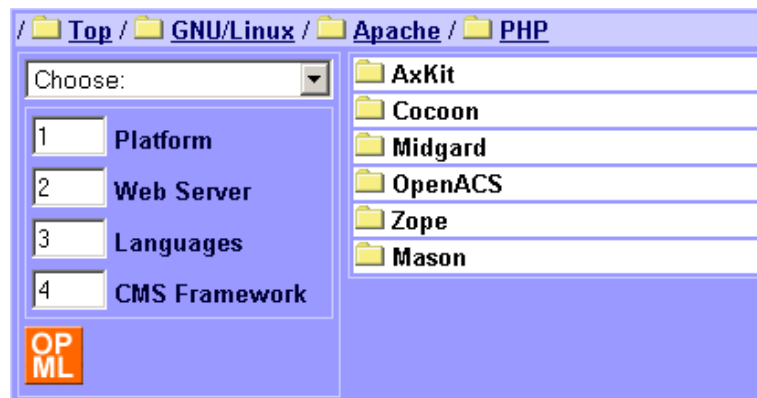 / Top / GNU/Linux / Apache / PHP
Choose:
1 Platform
2 Web Server
3 Languages
4 CMS Framework
OP
ML
AxKit
Cocoon
Midgard
OpenACS
Zope
Mason